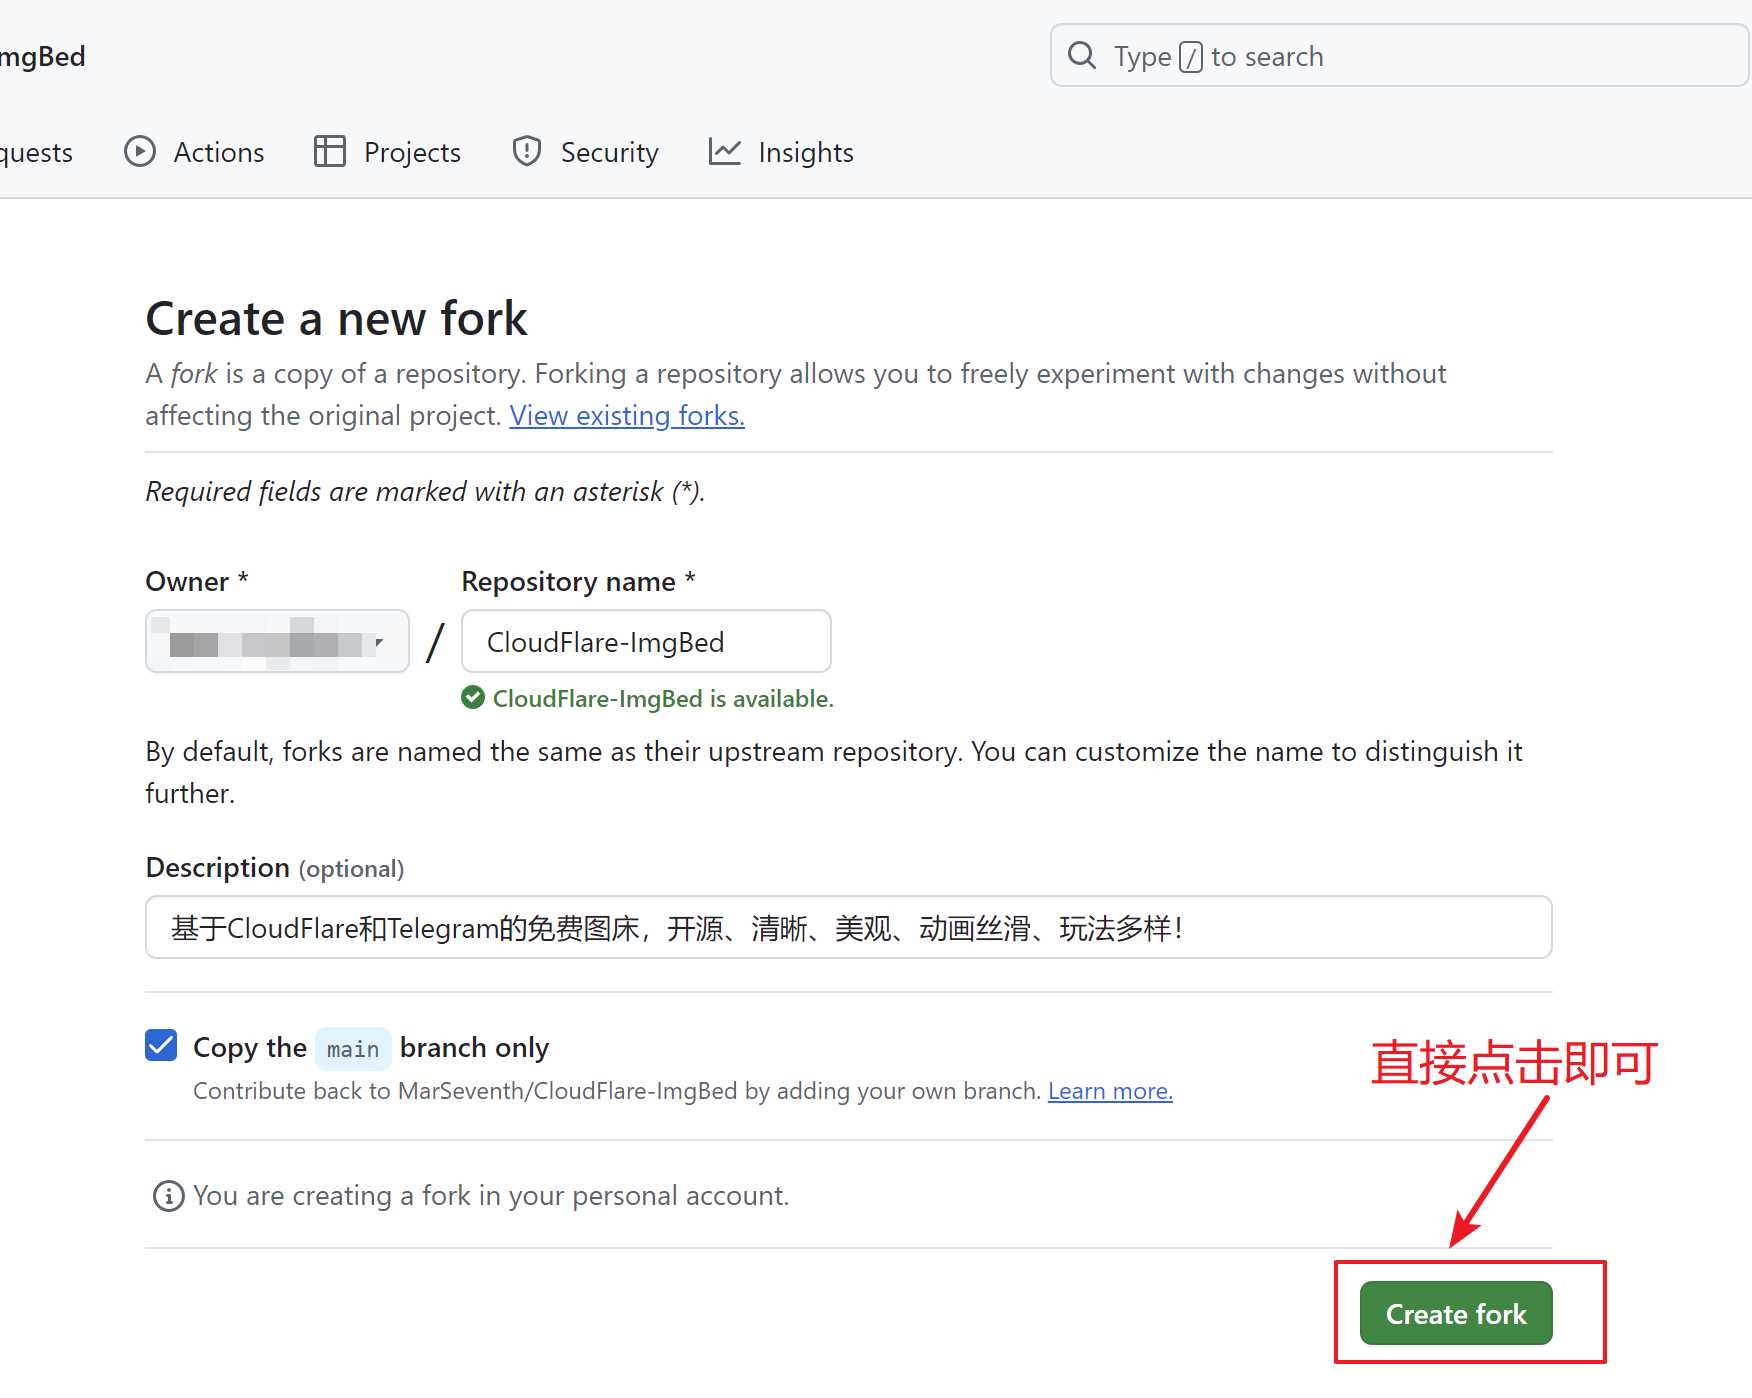 mgBed
Type / to search
quests Actions Projects Security Insights
Create a new fork
A fork is a copy of a repository. Forking a repository allows you to freely experiment with changes without
affecting the original project. View existing forks.
Required fields are marked with an asterisk (*).
Owner * Repository name *
/ CloudFlare-ImgBed
CloudFlare-ImgBed is available.
By default, forks are named the same as their upstream repository. You can customize the name to distinguish it
further.
Description (optional)
基于CloudFlare和Telegram的免费图床，开源、清晰、美观、动画丝滑、玩法多样！
Copy the main branch only
Contribute back to MarSeventh/CloudFlare-ImgBed by adding your own branch. Learn more.
直接点击即可
You are creating a fork in your personal account.
Create fork